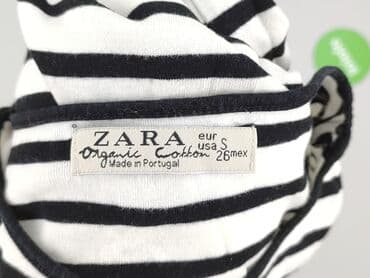 ZARA
Organic Cotton
Made in Portugal
eur
usa S
26 mex